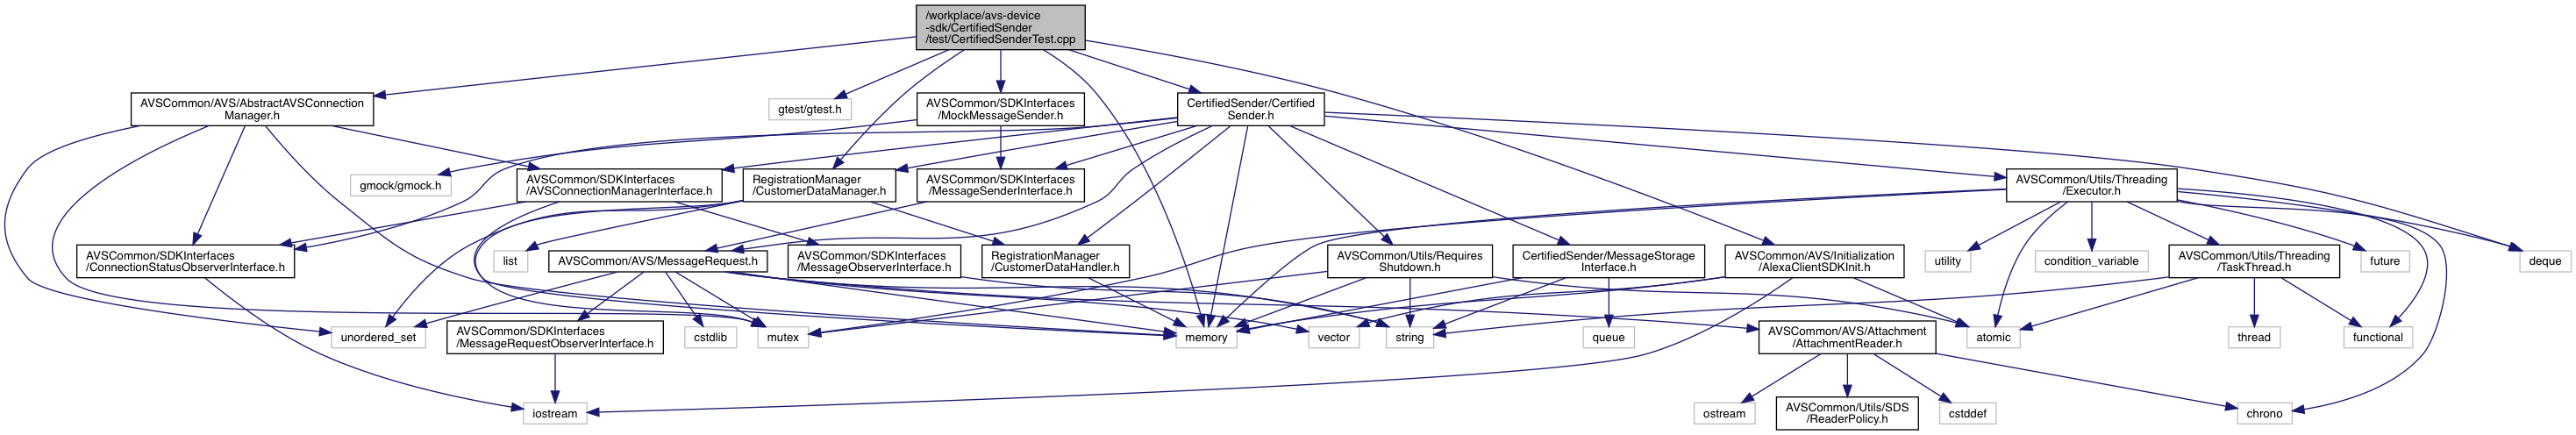 /workplace/avs-device
-sdk/CertifiedSender
/test/CertifiedSenderTest.cpp
AVSCommon/AVS/AbstractAVSConnection
Manager.h
gtest/gtest.h
AVSCommon/SDKInterfaces
/MockMessageSender.h
CertifiedSender/Certified
Sender.h
gmock/gmock.h
AVSCommon/SDKInterfaces
/AVSConnectionManagerInterface.h
RegistrationManager
/CustomerDataManager.h
AVSCommon/SDKInterfaces
/MessageSenderInterface.h
AVSCommon/Utils/Threading
/Executor.h
AVSCommon/SDKInterfaces
/ConnectionStatusObserverInterface.h
list
AVSCommon/AVS/MessageRequest.h
AVSCommon/SDKInterfaces
/MessageObserverInterface.h
RegistrationManager
/CustomerDataHandler.h
AVSCommon/Utils/Requires
Shutdown.h
CertifiedSender/MessageStorage
Interface.h
AVSCommon/AVS/Initialization
/AlexaClientSDKInit.h
utility
condition_variable
AVSCommon/Utils/Threading
/TaskThread.h
future
deque
unordered_set
AVSCommon/SDKInterfaces
/MessageRequestObserverInterface.h
cstdlib
mutex
memory
vector
string
queue
AVSCommon/AVS/Attachment
/AttachmentReader.h
atomic
thread
functional
iostream
ostream
AVSCommon/Utils/SDS
/ReaderPolicy.h
cstddef
chrono